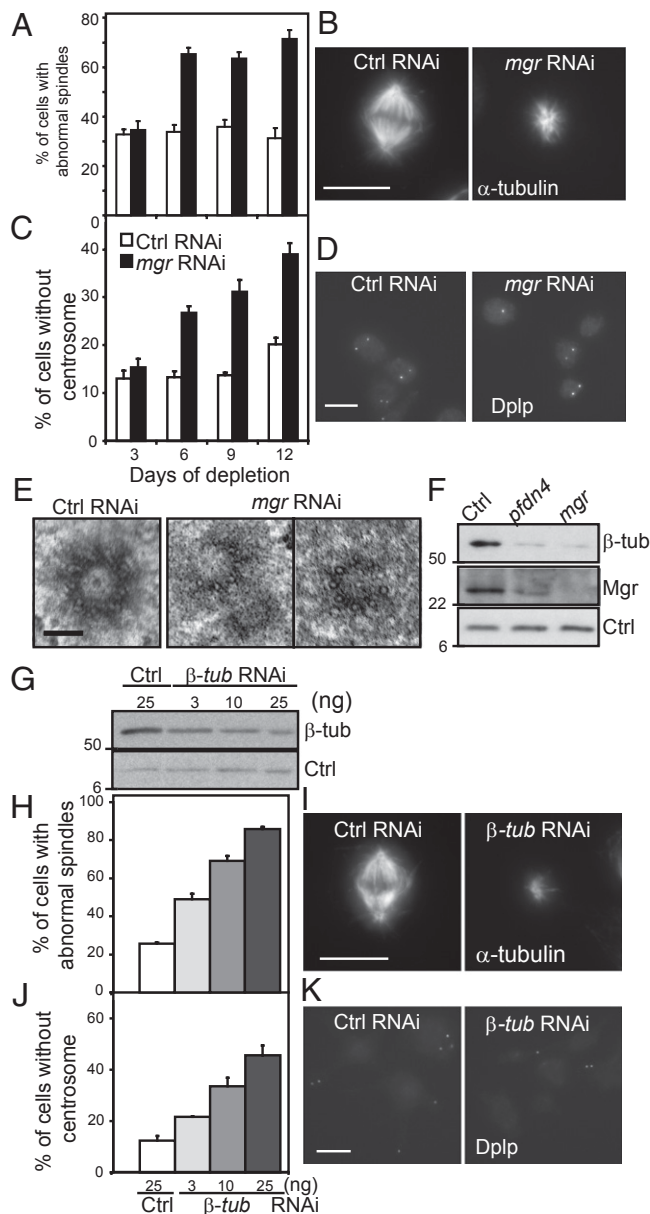 A
% of cells with
abnormal spindles
80
60
40
20
0
B
Ctrl RNAi
mgr RNAi
α-tubulin
C
Ctrl RNAi
mgr RNAi
% of cells without
centrosome
40
30
20
10
0
3 6 9 12
Days of depletion
D
Ctrl RNAi
mgr RNAi
Dplp
E
Ctrl RNAi
mgr RNAi
F
Ctrl
pfdn4
mgr
β-tub
50
Mgr
22
Ctrl
6
G
Ctrl β-tub RNAi
25 3 10 25 (ng)
β-tub
50
Ctrl
6
H
% of cells with
abnormal spindles
100
80
60
40
20
0
I
Ctrl RNAi
β-tub RNAi
α-tubulin
J
% of cells without
centrosome
60
40
20
0
25 3 10 25 (ng)
Ctrl β-tub RNAi
K
Ctrl RNAi
β-tub RNAi
Dplp